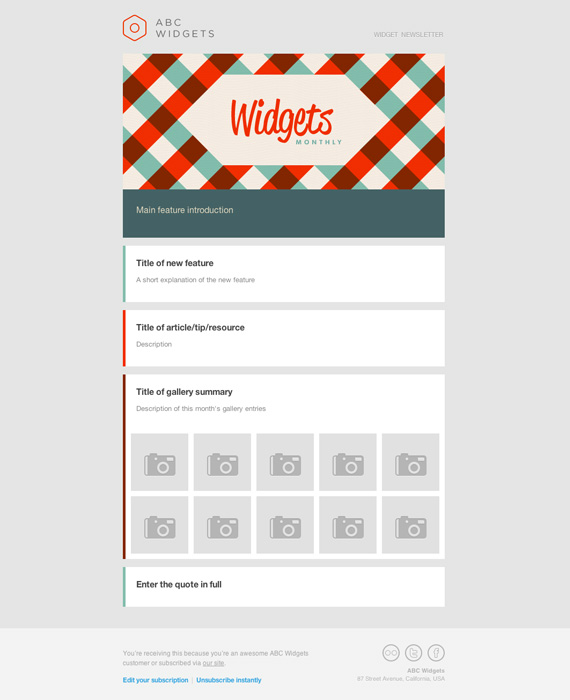 ABC
WIDGETS
WIDGET NEWSLETTER
Widgets
MONTHLY
Main feature introduction
Title of new feature
A short explanation of the new feature
Title of article/tip/resource
Description
Title of gallery summary
Description of this month's gallery entries
Enter the quote in full
You're receiving this because you're an awesome ABC Widgets
customer or subscribed via our site.
Edit your subscription | Unsubscribe instantly
ABC Widgets
87 Street Avenue, California, USA